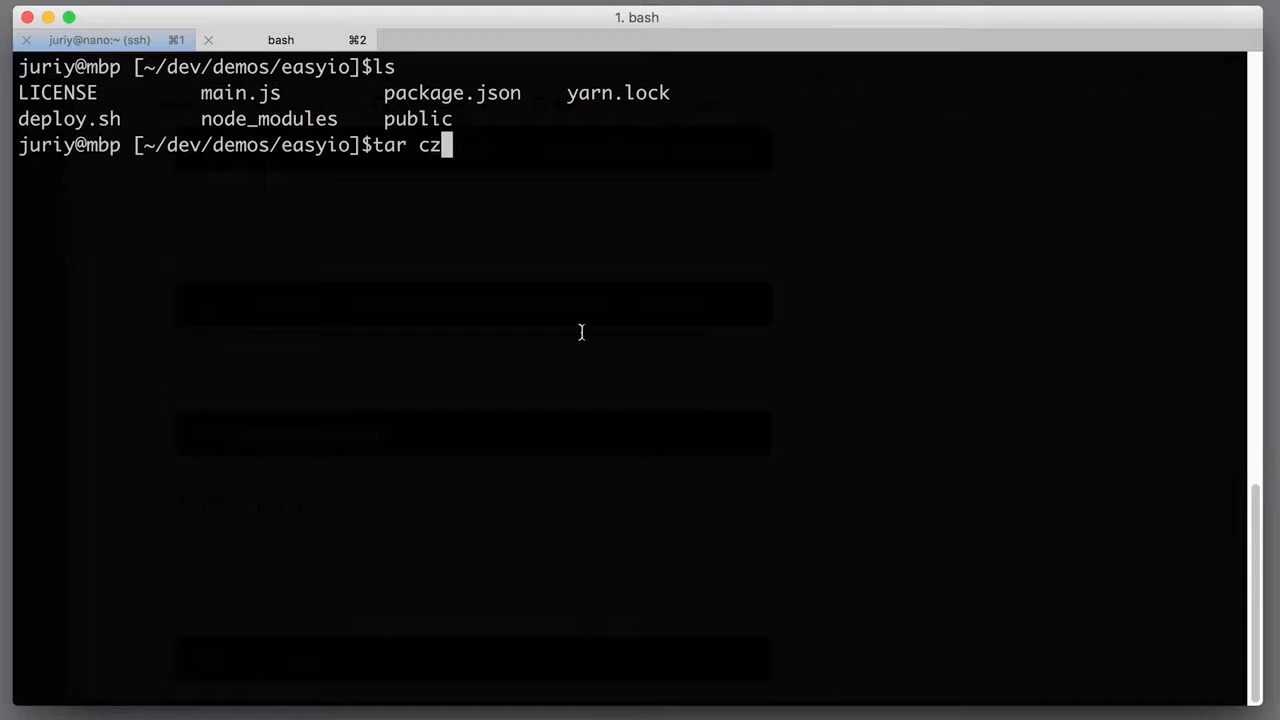 1. bash
juriy@nano:~ (ssh) ⌘1 bash ⌘2
juriy@mbp [~/dev/demos/easyio]$ls
LICENSE main.js package.json yarn.lock
deploy.sh node_modules public
juriy@mbp [~/dev/demos/easyio]$tar cz